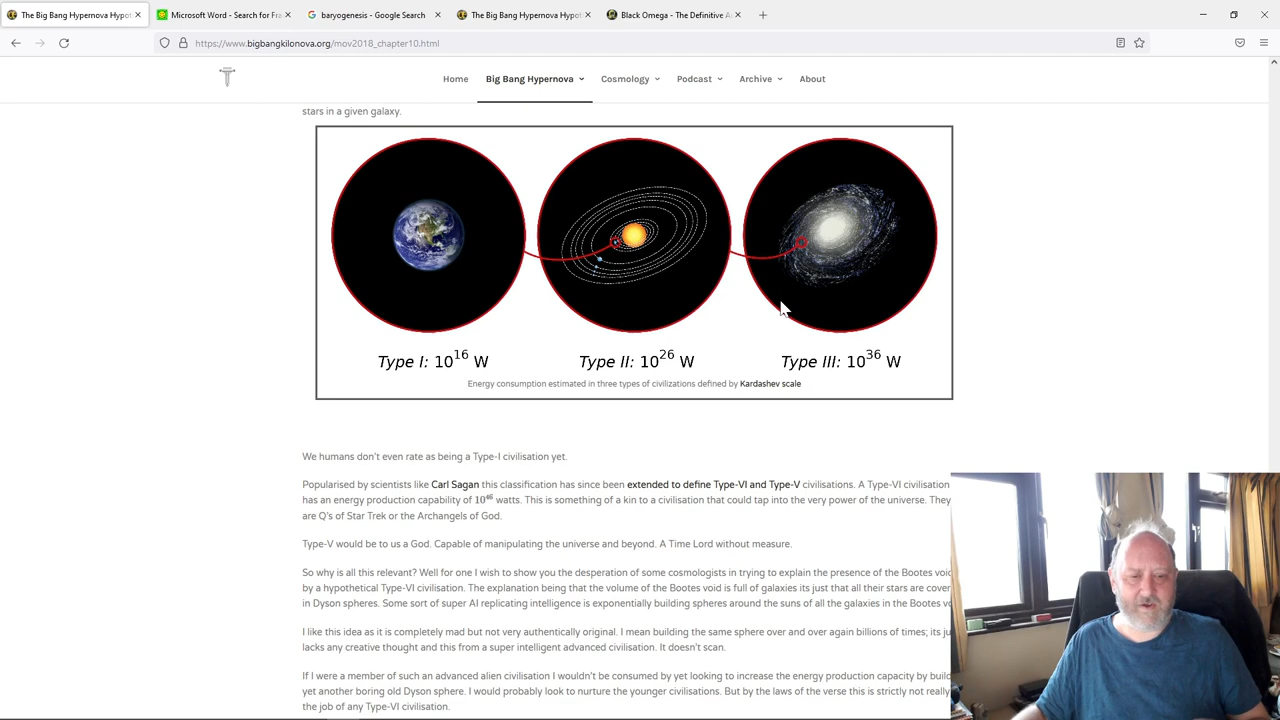 The Big Bang Hypernova Hypot
Microsoft Word - Search for Fra
baryogenesis - Google Search
The Big Bang Hypernova Hypot
Black Omega - The Definitive A
https://www.bigbangkilonova.org/mov2018_chapter10.html
Home
Big Bang Hypernova
Cosmology
Podcast
Archive
About
stars in a given galaxy.
Type I: 10^16 W
Type II: 10^26 W
Type III: 10^36 W
Energy consumption estimated in three types of civilizations defined by Kardashev scale
We humans don't even rate as being a Type-I civilisation yet.
Popularised by scientists like Carl Sagan this classification has since been extended to define Type-VI and Type-V civilisations. A Type-VI civilisation
has an energy production capability of 10^46 watts. This is something of a kin to a civilisation that could tap into the very power of the universe. They
are Q's of Star Trek or the Archangels of God.
Type-V would be to us a God. Capable of manipulating the universe and beyond. A Time Lord without measure.
So why is all this relevant? Well for one I wish to show you the desperation of some cosmologists in trying to explain the presence of the Bootes voi
by a hypothetical Type-VI civilisation. The explanation being that the volume of the Bootes void is full of galaxies its just that all their stars are cover
in Dyson spheres. Some sort of super AI replicating intelligence is exponentially building spheres around the suns of all the galaxies in the Bootes vo
I like this idea as it is completely mad but not very authentically original. I mean building the same sphere over and over again billions of times; its ju
lacks any creative thought and this from a super intelligent advanced civilisation. It doesn't scan.
If I were a member of such an advanced alien civilisation I wouldn't be consumed by yet looking to increase the energy production capacity by build
yet another boring old Dyson sphere. I would probably look to nurture the younger civilisations. But by the laws of the verse this is strictly not really
the job of any Type-VI civilisation.